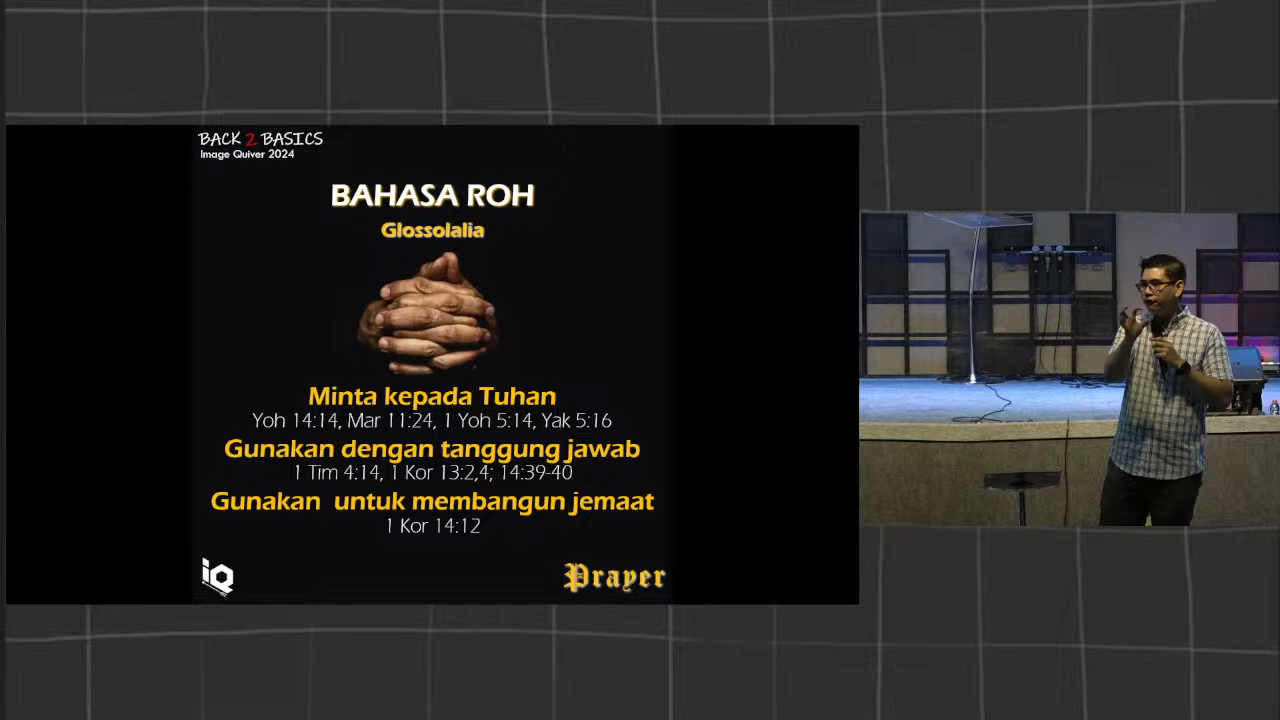 BACK 2 BASICS
Image Quiver 2024
BAHASA ROH
Glossolalia
Minta kepada Tuhan
Yoh 14:14, Mar 11:24, 1 Yoh 5:14, Yak 5:16
Gunakan dengan tanggung jawab
1 Tim 4:14, 1 Kor 13:2,4; 14:39-40
Gunakan untuk membangun jemaat
1 Kor 14:12
iQ
Prayer